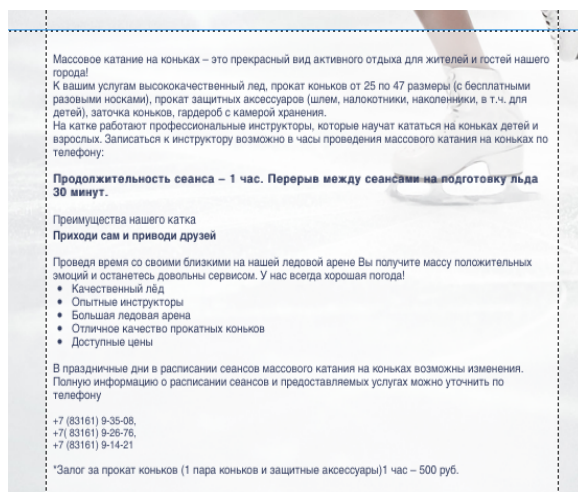 Массовое катание на коньках – это прекрасный вид активного отдыха для жителей и гостей нашего
города!
К вашим услугам высококачественный лед, прокат коньков от 25 по 47 размеры (с бесплатными
разовыми носками), прокат защитных аксессуаров (шлем, налокотники, наколенники, в т.ч. для
детей), заточка коньков, гардероб с камерой хранения.
На катке работают профессиональные инструкторы, которые научат кататься на коньках детей и
взрослых. Записаться к инструктору возможно в часы проведения массового катания на коньках по
телефону:
Продолжительность сеанса – 1 час. Перерыв между сеансами на подготовку льда
30 минут.
Преимущества нашего катка
Приходи сам и приводи друзей
Проведя время со своими близкими на нашей ледовой арене Вы получите массу положительных
эмоций и останетесь довольны сервисом. У нас всегда хорошая погода!
• Качественный лёд
• Опытные инструкторы
• Большая ледовая арена
• Отличное качество прокатных коньков
• Доступные цены
В праздничные дни в расписании сеансов массового катания на коньках возможны изменения.
Полную информацию о расписании сеансов и предоставляемых услугах можно уточнить по
телефону
+7 (83161) 9-35-08,
+7( 83161) 9-26-76,
+7 (83161) 9-14-21
*Залог за прокат коньков (1 пара коньков и защитные аксессуары)1 час – 500 руб.